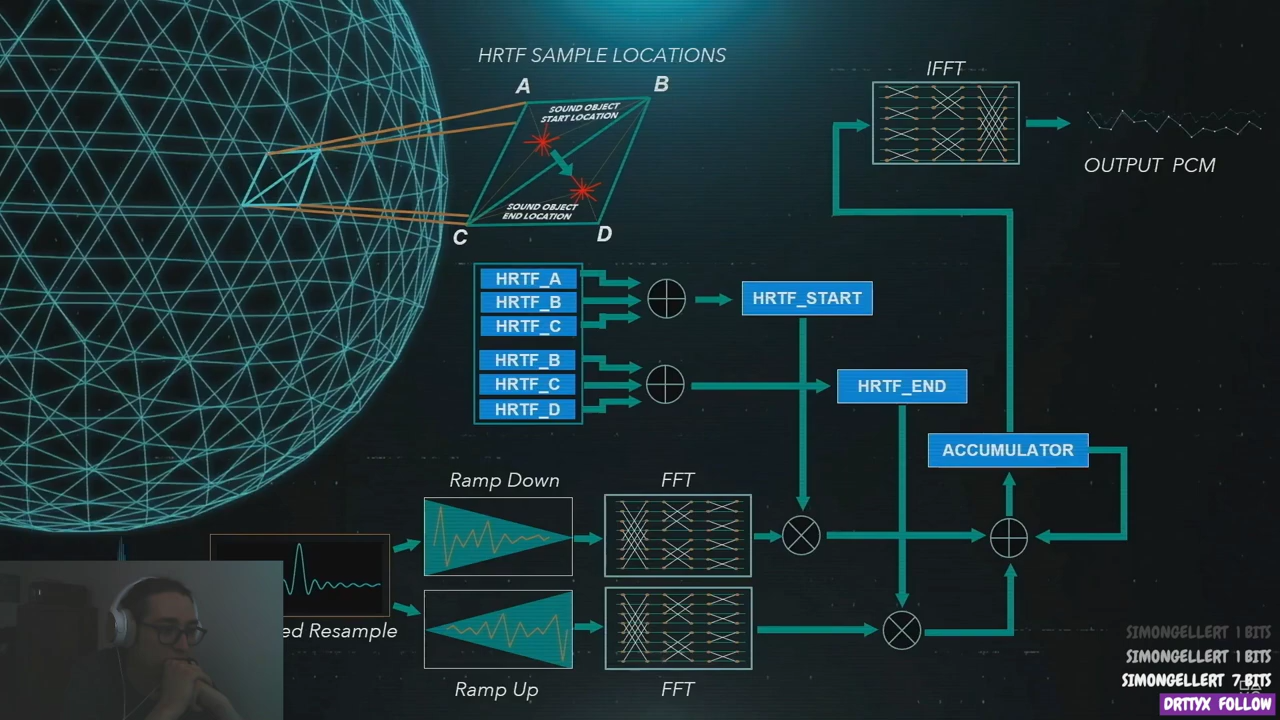 HRTF SAMPLE LOCATIONS
A
B
SOUND OBJECT
START LOCATION
SOUND OBJECT
END LOCATION
C
D
IFFT
OUTPUT PCM
HRTF_A
HRTF_B
HRTF_C
HRTF_B
HRTF_C
HRTF_D
HRTF_START
HRTF_END
ACCUMULATOR
Ramp Down
FFT
ed Resample
Ramp Up
FFT
SIMONGELLERT 1 BITS
SIMONGELLERT 1 BITS
SIMONGELLERT 7 BITS
DRTTYX FOLLOW